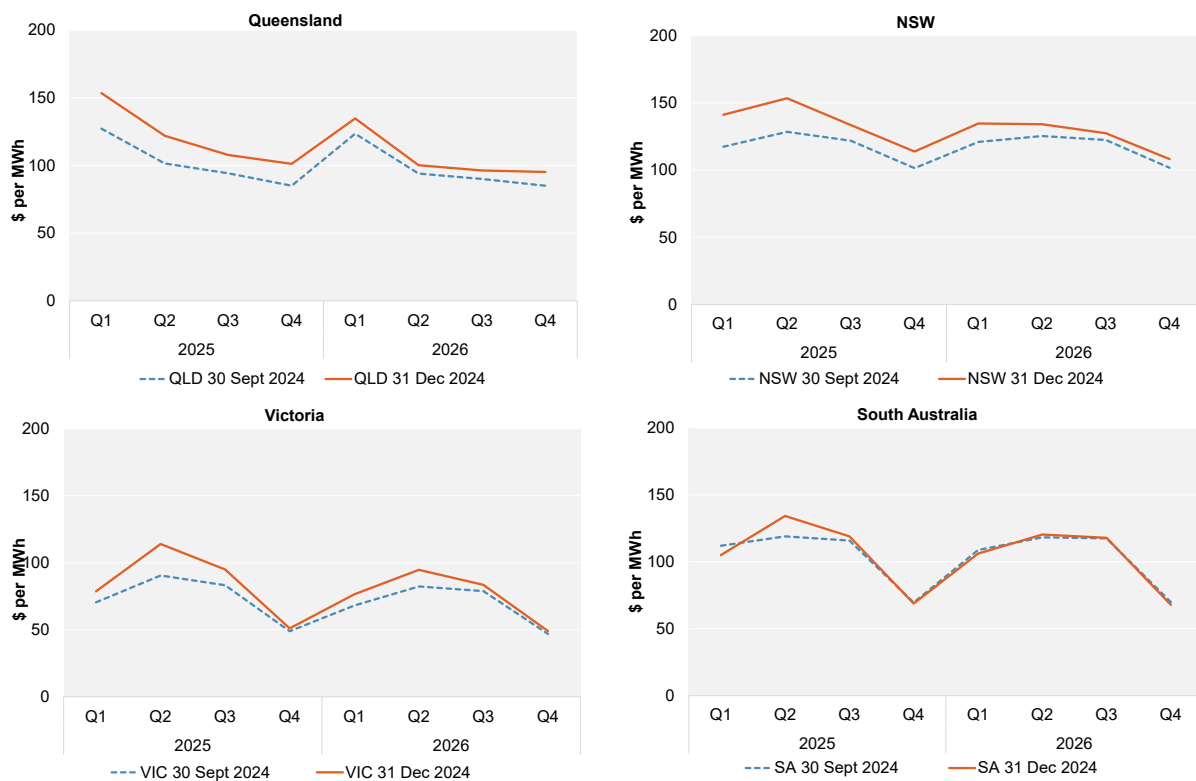 Queensland
200
150
100
50
0
$ per MWh
Q1 Q2 Q3 Q4 Q1 Q2 Q3 Q4
2025 2026
QLD 30 Sept 2024 QLD 31 Dec 2024
NSW
200
150
100
50
0
$ per MWh
Q1 Q2 Q3 Q4 Q1 Q2 Q3 Q4
2025 2026
NSW 30 Sept 2024 NSW 31 Dec 2024
Victoria
200
150
100
50
0
$ per MWh
Q1 Q2 Q3 Q4 Q1 Q2 Q3 Q4
2025 2026
VIC 30 Sept 2024 VIC 31 Dec 2024
South Australia
200
150
100
50
0
$ per MWh
Q1 Q2 Q3 Q4 Q1 Q2 Q3 Q4
2025 2026
SA 30 Sept 2024 SA 31 Dec 2024